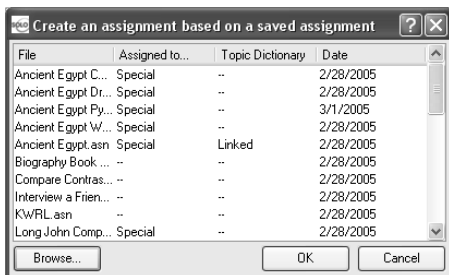 SOLO Create an assignment based on a saved assignment ? X
File Assigned to... Topic Dictionary Date
Ancient Egypt C... Special -- 2/28/2005
Ancient Egypt Dr... Special -- 2/28/2005
Ancient Egypt Py... Special -- 3/1/2005
Ancient Egypt W... Special -- 2/28/2005
Ancient Egypt.asn Special Linked 2/28/2005
Biography Book ... -- -- 2/28/2005
Compare Contras... -- -- 2/28/2005
Interview a Frien... -- -- 2/28/2005
KWRL.asn -- -- 2/28/2005
Long John Comp... Special -- 2/28/2005
Browse... OK Cancel